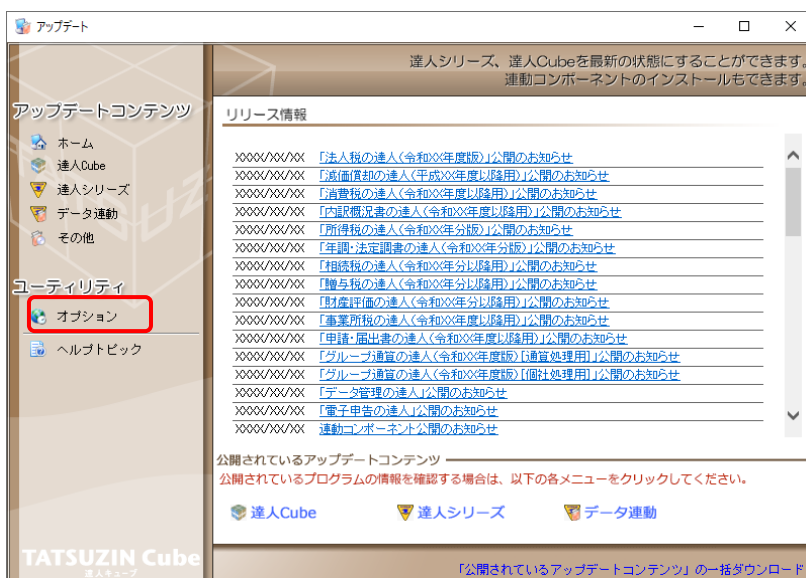 アップデート
達人シリーズ、達人Cubeを最新の状態にすることができます。
連動コンポーネントのインストールもできます。
アップデートコンテンツ
ホーム
達人Cube
達人シリーズ
データ連動
その他
ユーティリティ
オプション
ヘルプトピック
リリース情報
XXXX/XX/XX 「法人税の達人(令和XX年度版)」公開のお知らせ
XXXX/XX/XX 「減価償却の達人(平成XX年度以降用)」公開のお知らせ
XXXX/XX/XX 「消費税の達人(令和XX年度以降用)」公開のお知らせ
XXXX/XX/XX 「内訳概況書の達人(令和XX年度以降用)」公開のお知らせ
XXXX/XX/XX 「所得税の達人(令和XX年分版)」公開のお知らせ
XXXX/XX/XX 「年調・法定調書の達人(令和XX年分版)」公開のお知らせ
XXXX/XX/XX 「相続税の達人(令和XX年分以降用)」公開のお知らせ
XXXX/XX/XX 「贈与税の達人(令和XX年分以降用)」公開のお知らせ
XXXX/XX/XX 「財産評価の達人(令和XX年分以降用)」公開のお知らせ
XXXX/XX/XX 「事業所税の達人(令和XX年度以降用)」公開のお知らせ
XXXX/XX/XX 「申請・届出書の達人(令和XX年度以降用)」公開のお知らせ
XXXX/XX/XX 「グループ通算の達人(令和XX年度版)[通算処理用]」公開のお知らせ
XXXX/XX/XX 「グループ通算の達人(令和XX年度版)[個社処理用]」公開のお知らせ
XXXX/XX/XX 「データ管理の達人」公開のお知らせ
XXXX/XX/XX 「電子申告の達人」公開のお知らせ
XXXX/XX/XX 連動コンポーネント公開のお知らせ
公開されているアップデートコンテンツ
公開されているプログラムの情報を確認する場合は、以下の各メニューをクリックしてください。
達人Cube 達人シリーズ データ連動
TATSUZIN Cube
達人キューブ
「公開されているアップデートコンテンツ」の一括ダウンロード